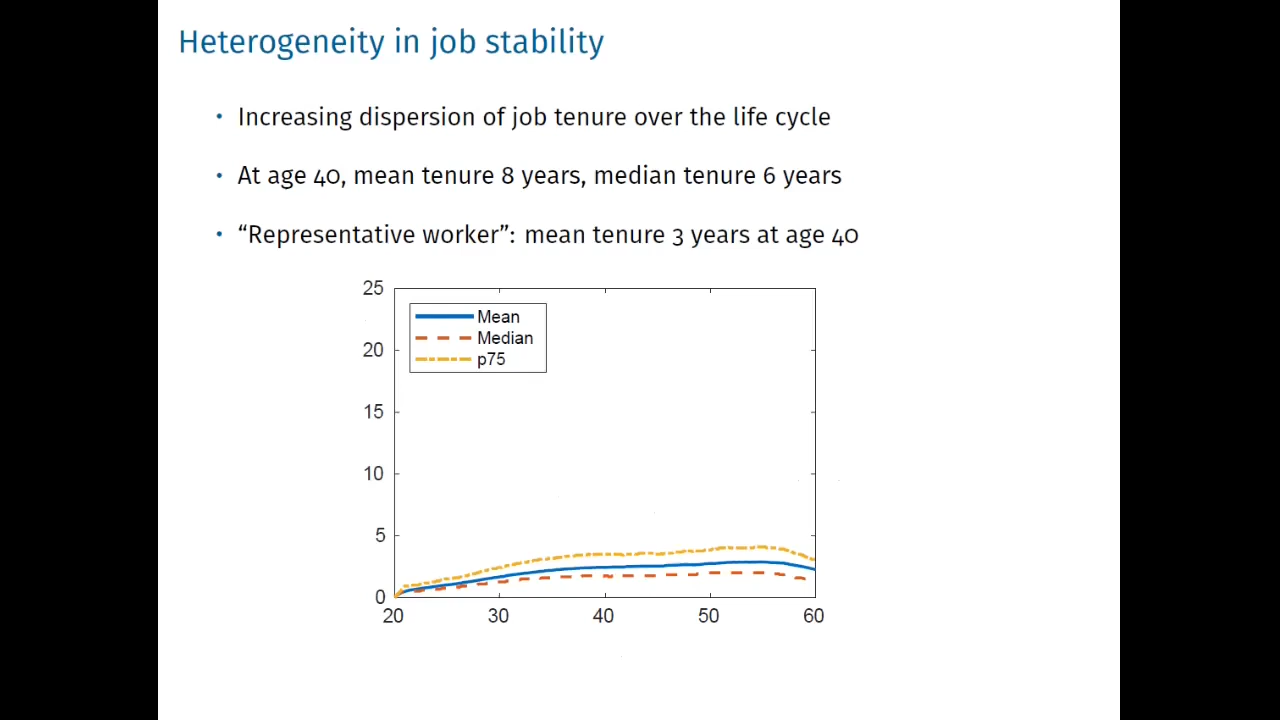 Heterogeneity in job stability
• Increasing dispersion of job tenure over the life cycle
• At age 40, mean tenure 8 years, median tenure 6 years
• “Representative worker”: mean tenure 3 years at age 40
25
20
15
10
5
0
Mean
Median
p75
20 30 40 50 60